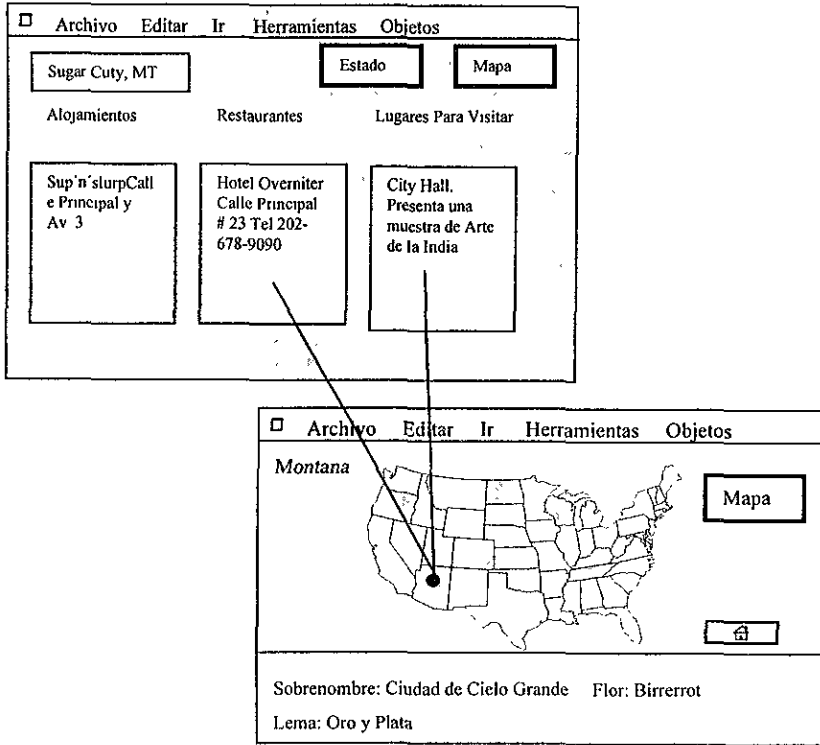 Archivo Editar Ir Herramientas Objetos
Sugar Cuty, MT
Estado
Mapa
Alojamientos Restaurantes Lugares Para Visitar
Sup'n´slurpCall
e Principal y
Av 3
Hotel Overniter
Calle Principal
# 23 Tel 202-
678-9090
City Hall.
Presenta una
muestra de Arte
de la India
Archivo Editar Ir Herramientas Objetos
Montana
Mapa
Sobrenombre: Ciudad de Cielo Grande Flor: Birrerrot
Lema: Oro y Plata